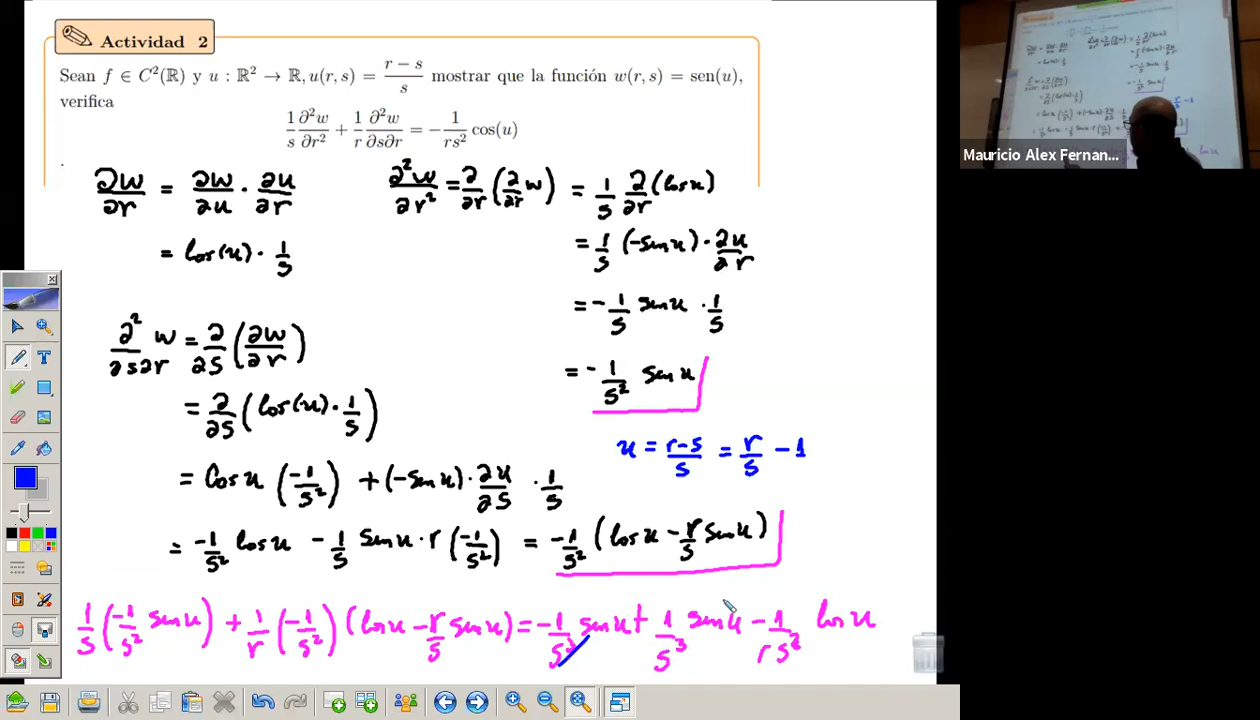 Actividad 2
Sean f ∈ C²(ℝ) y u : ℝ² → ℝ, u(r, s) = (r − s)/s mostrar que la función w(r, s) = sen(u),
verifica
1/s ∂²w/∂r² + 1/r ∂²w/∂s∂r = − 1/(rs²) cos(u)
∂w/∂r = ∂w/∂u · ∂u/∂r
= cos(u) · 1/s
∂²w/∂r² = ∂/∂r (∂/∂r w) = 1/s ∂/∂r (cos u)
= 1/s (−sen u) · ∂u/∂r
= − 1/s sen u · 1/s
= − 1/s² sen u
∂²/∂s∂r w = ∂/∂s (∂w/∂r)
= ∂/∂s (cos(u) · 1/s)
= Cos u (−1/s²) + (−sen u) · ∂u/∂s · 1/s
= −1/s² cos u − 1/s sen u · r (−1/s²) = −1/s² (cos u − r/s sen u)
u = (r−s)/s = r/s − 1
1/s (−1/s² sen u) + 1/r (−1/s²) (cos u − r/s sen u) = −1/s³ sen u + 1/s³ sen u − 1/(rs²) cos u
Mauricio Alex Fernan...